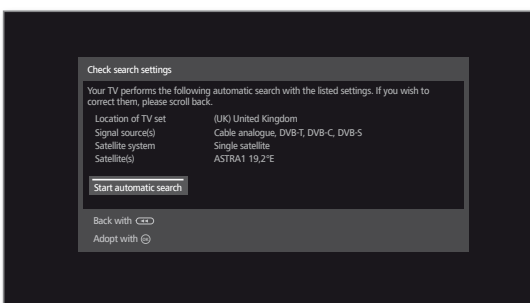 Check search settings
Your TV performs the following automatic search with the listed settings. If you wish to
correct them, please scroll back.
Location of TV set (UK) United Kingdom
Signal source(s) Cable analogue, DVB-T, DVB-C, DVB-S
Satellite system Single satellite
Satellite(s) ASTRA1 19,2°E
Start automatic search
Back with
Adopt with OK